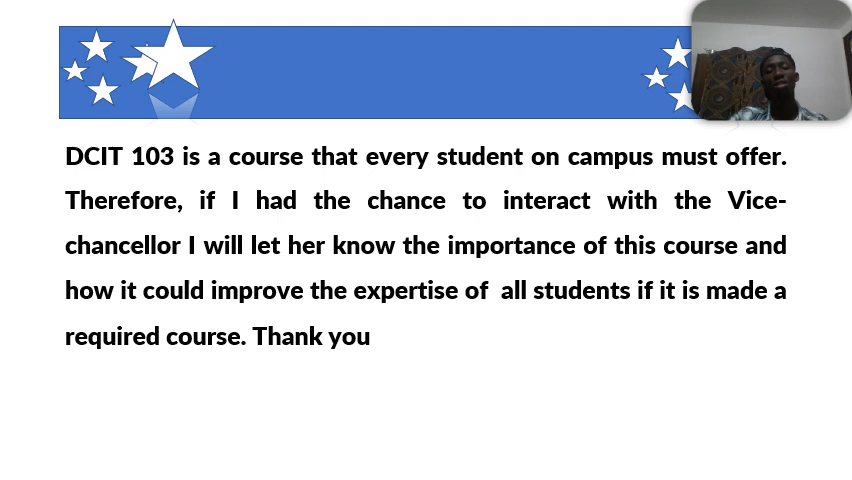 DCIT 103 is a course that every student on campus must offer.
Therefore, if I had the chance to interact with the Vice-
chancellor I will let her know the importance of this course and
how it could improve the expertise of  all students if it is made a
required course. Thank you